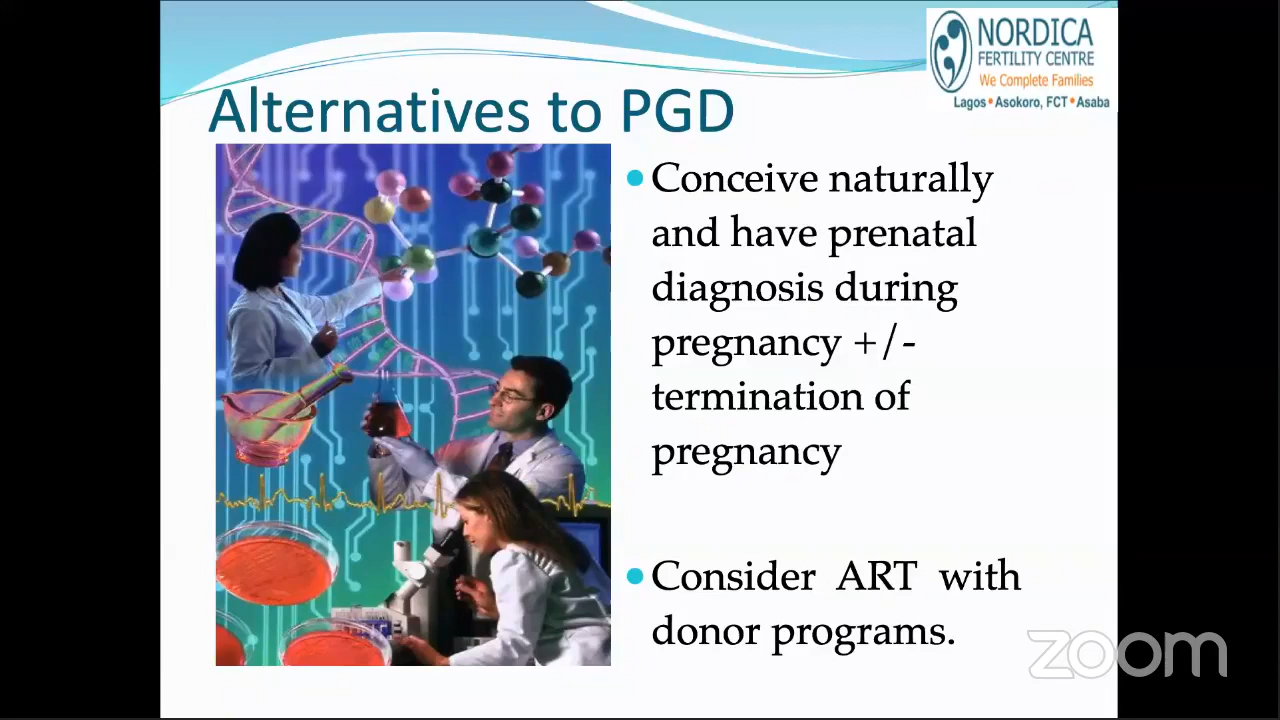 NORDICA
FERTILITY CENTRE
We Complete Families
Lagos • Asokoro, FCT • Asaba
Alternatives to PGD
• Conceive naturally
and have prenatal
diagnosis during
pregnancy +/-
termination of
pregnancy
• Consider ART with
donor programs.
zoom